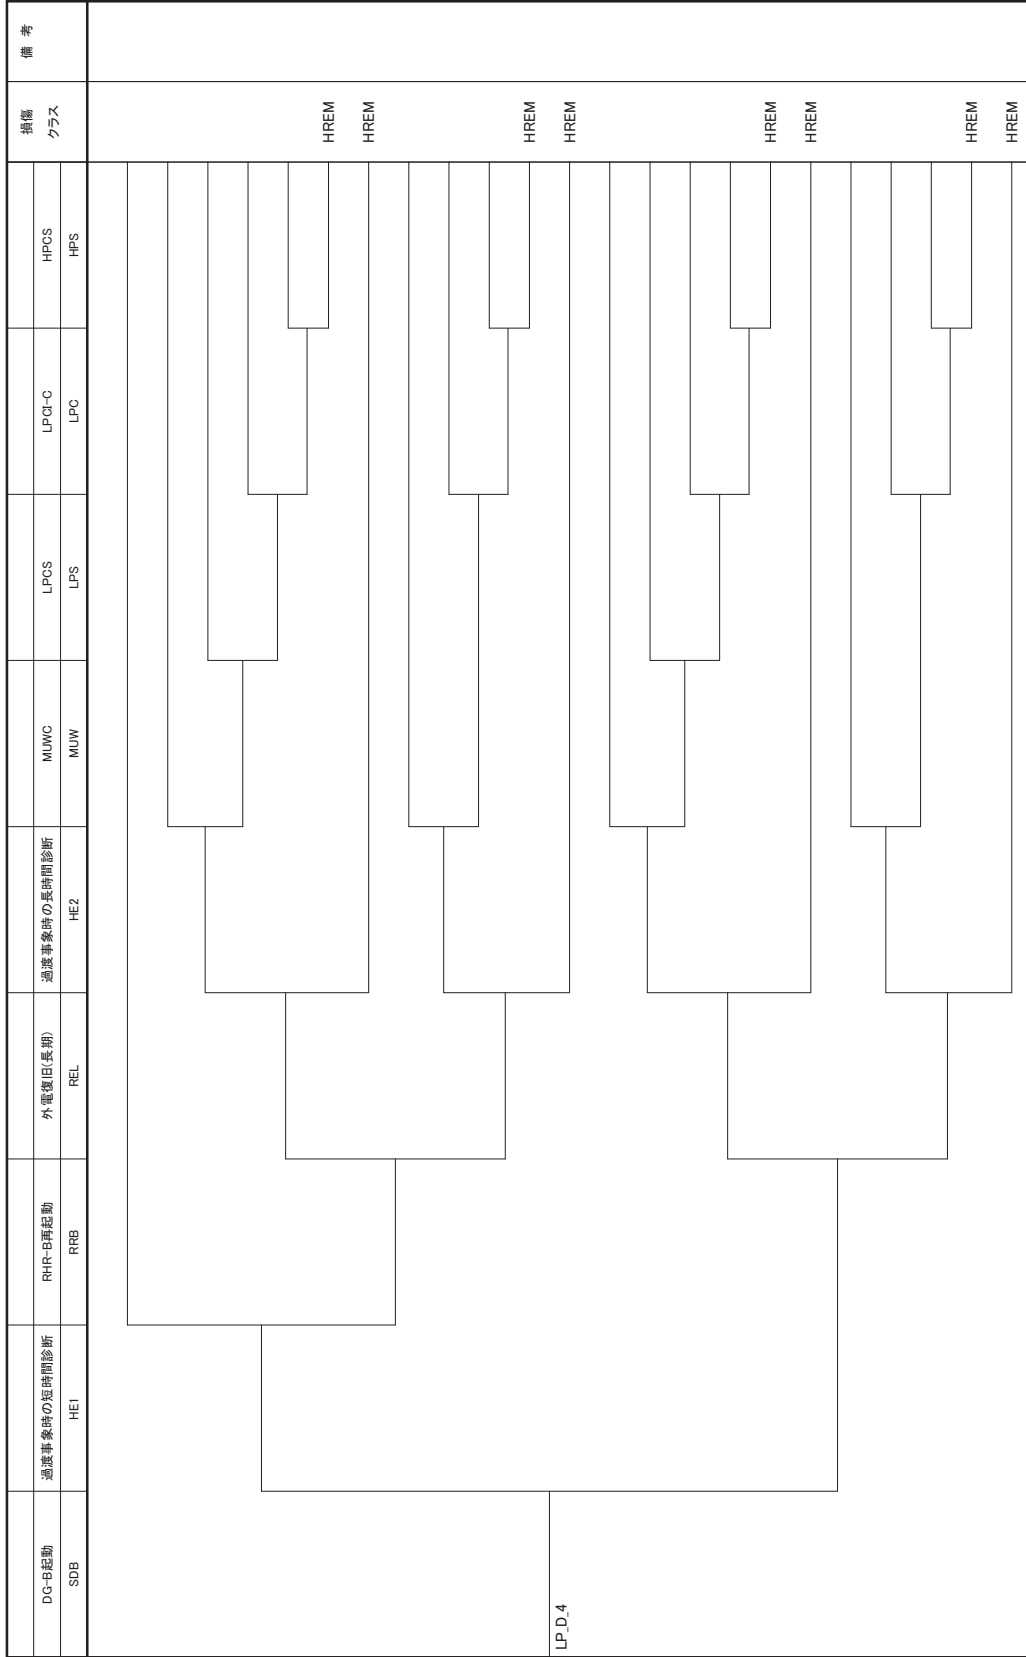 DG-B起動
過渡事象時の短時間診断
RHR-B再起動
外電復旧(長期)
過渡事象時の長時間診断
MUWC
LPCS
LPCI-C
HPCS
損傷
クラス
備 考
SDB
HE1
RRB
REL
HE2
MUW
LPS
LPC
HPS
HREM
HREM
HREM
HREM
LP_D_4
HREM
HREM
HREM
HREM